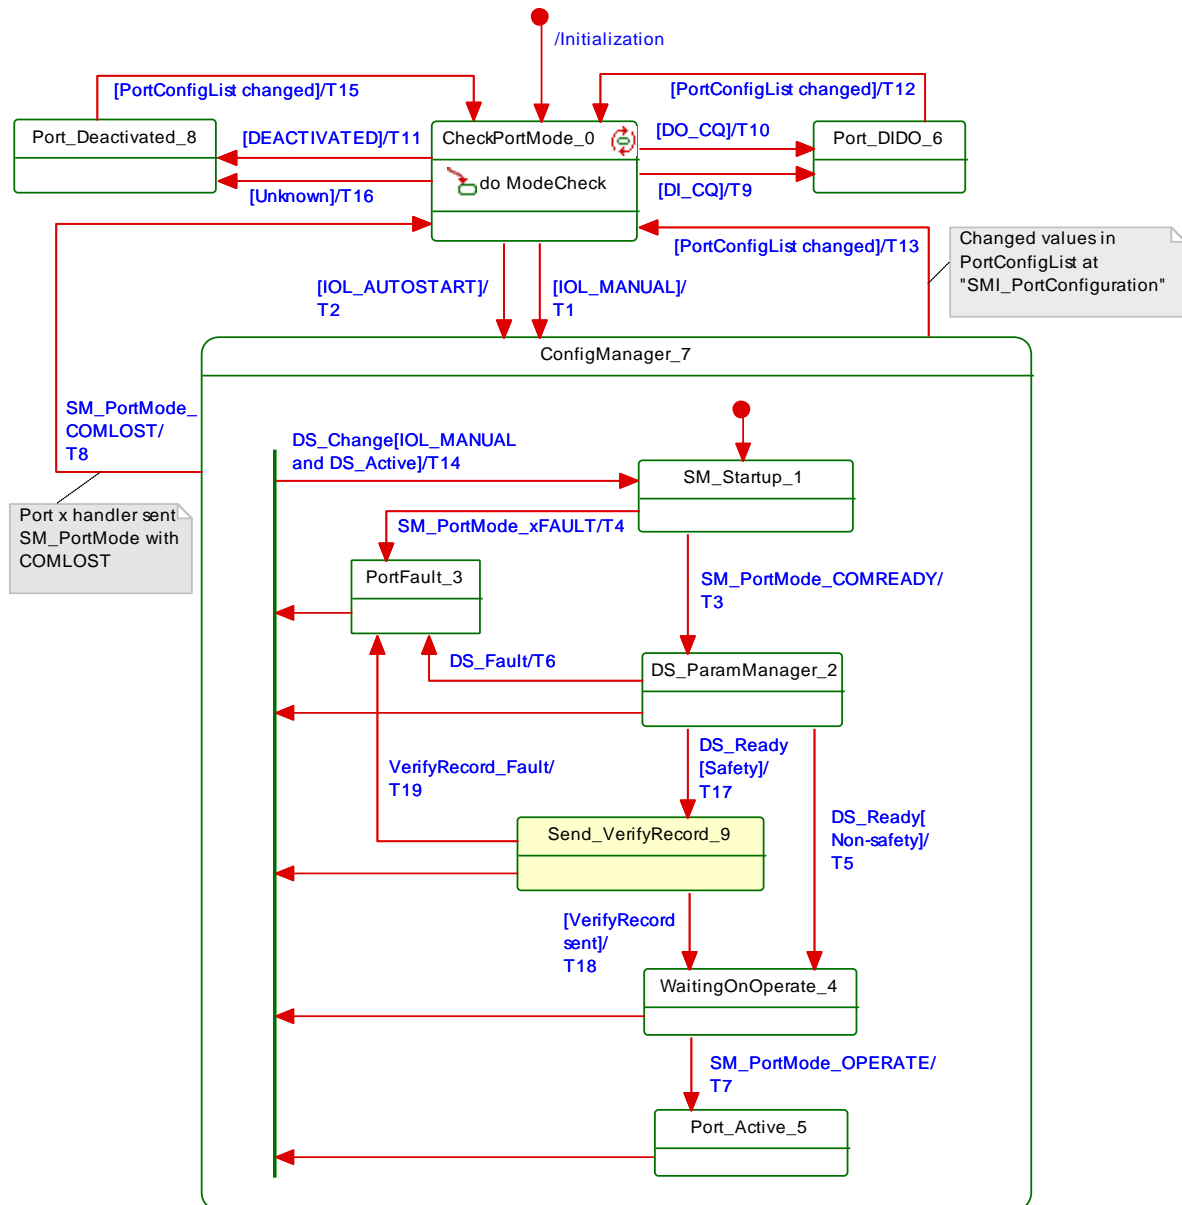 /Initialization
[PortConfigList changed]/T15
[PortConfigList changed]/T12
Port_Deactivated_8
[DEACTIVATED]/T11
CheckPortMode_0
[DO_CQ]/T10
Port_DIDO_6
do ModeCheck
[Unknown]/T16
[DI_CQ]/T9
[PortConfigList changed]/T13
Changed values in
PortConfigList at
"SMI_PortConfiguration"
[IOL_AUTOSTART]/
T2
[IOL_MANUAL]/
T1
ConfigManager_7
SM_PortMode_
COMLOST/
T8
DS_Change[IOL_MANUAL
and DS_Active]/T14
SM_Startup_1
Port x handler sent
SM_PortMode with
COMLOST
SM_PortMode_xFAULT/T4
PortFault_3
SM_PortMode_COMREADY/
T3
DS_Fault/T6
DS_ParamManager_2
VerifyRecord_Fault/
T19
DS_Ready
[Safety]/
T17
DS_Ready[
Non-safety]/
T5
Send_VerifyRecord_9
[VerifyRecord
sent]/
T18
WaitingOnOperate_4
SM_PortMode_OPERATE/
T7
Port_Active_5